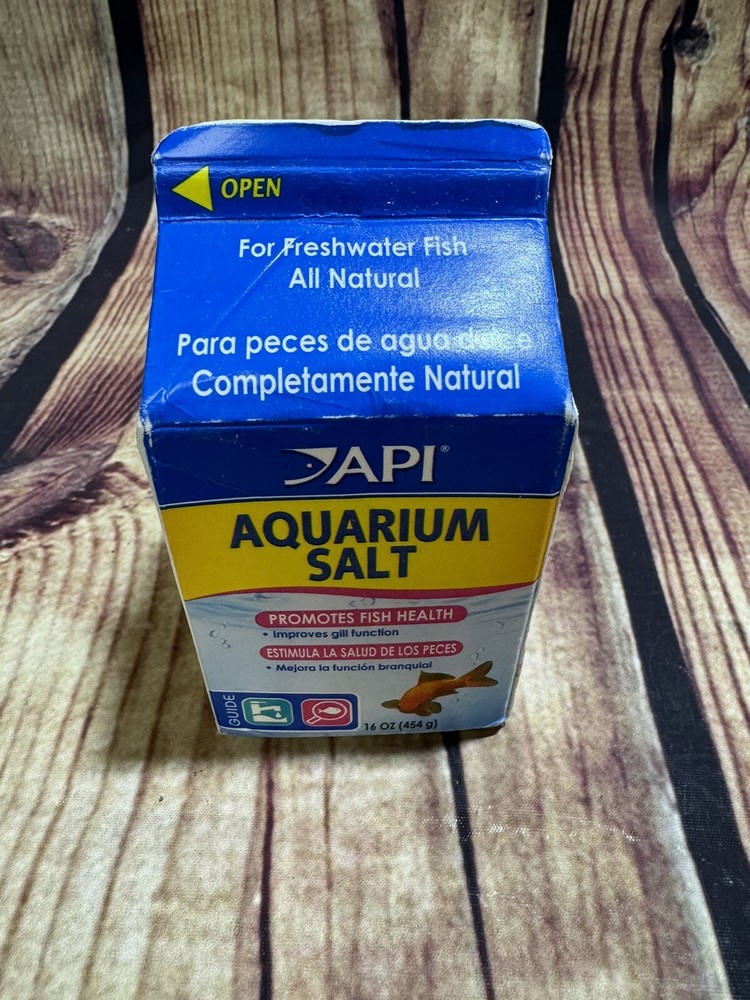 OPEN
For Freshwater Fish
All Natural
Para peces de agua dulce
Completamente Natural
API®
AQUARIUM
SALT
PROMOTES FISH HEALTH
• Improves gill function
ESTIMULA LA SALUD DE LOS PECES
• Mejora la función branquial
GUIDE
16 OZ (454 g)